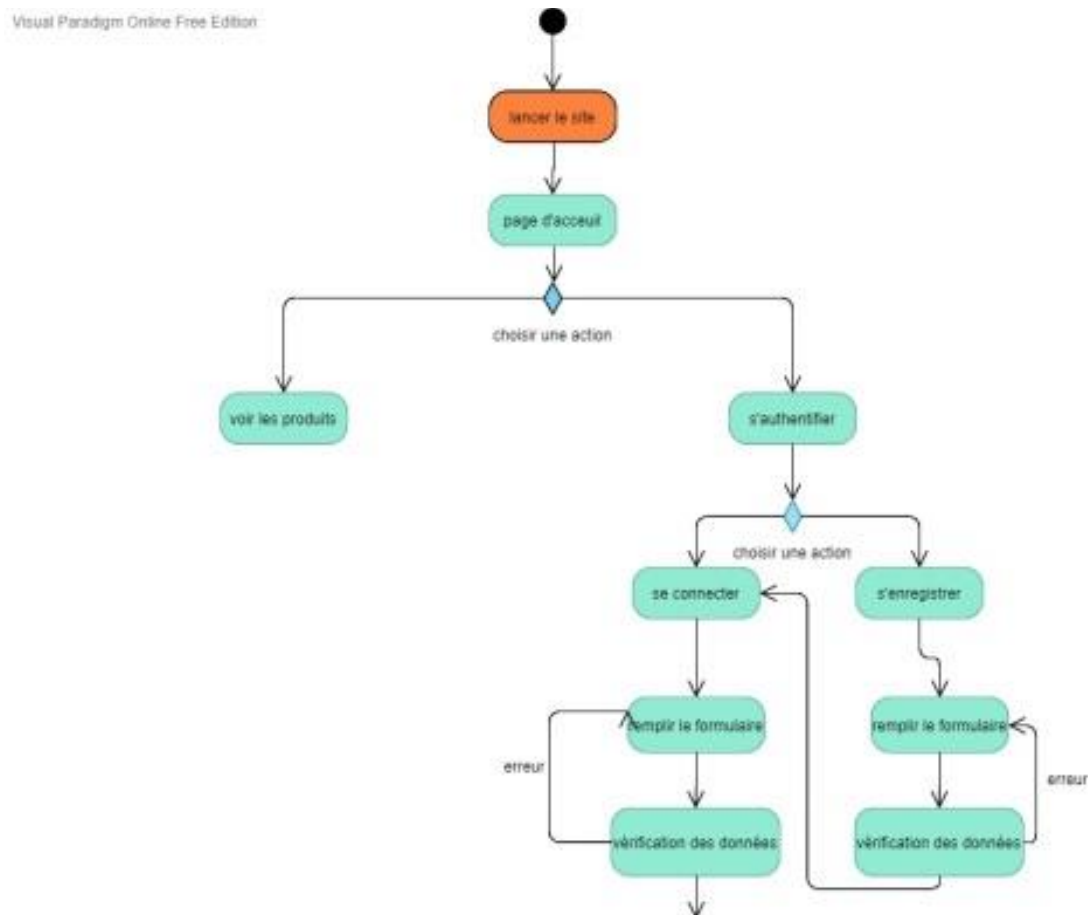 Visual Paradigm Online Free Edition
lancer le site
page d'acceuil
choisir une action
voir les produits
s'authentifier
choisir une action
se connecter
s'enregistrer
remplir le formulaire
remplir le formulaire
erreur
erreur
vérification des données
vérification des données